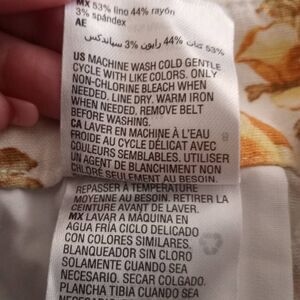 MX 53% lino 44% rayón
3% spándex
AE
53% كتان 44% رايون 3% سباندكس
US MACHINE WASH COLD GENTLE
CYCLE WITH LIKE COLORS. ONLY
NON-CHLORINE BLEACH WHEN
NEEDED. LINE DRY. WARM IRON
WHEN NEEDED. REMOVE BELT
BEFORE WASHING.
CA LAVER EN MACHINE À L'EAU
FROIDE AU CYCLE DÉLICAT AVEC
COULEURS SEMBLABLES. UTILISER
UN AGENT DE BLANCHIMENT NON
CHLORÉ SEULEMENT AU BESOIN.
REPASSER À TEMPÉRATURE
MOYENNE AU BESOIN. RETIRER LA
CEINTURE AVANT DE LAVER.
MX LAVAR A MÁQUINA EN
AGUA FRÍA CICLO DELICADO
CON COLORES SIMILARES.
BLANQUEADOR SIN CLORO
SOLAMENTE CUANDO SEA
NECESARIO. SECAR COLGADO.
PLANCHA TIBIA CUANDO SEA